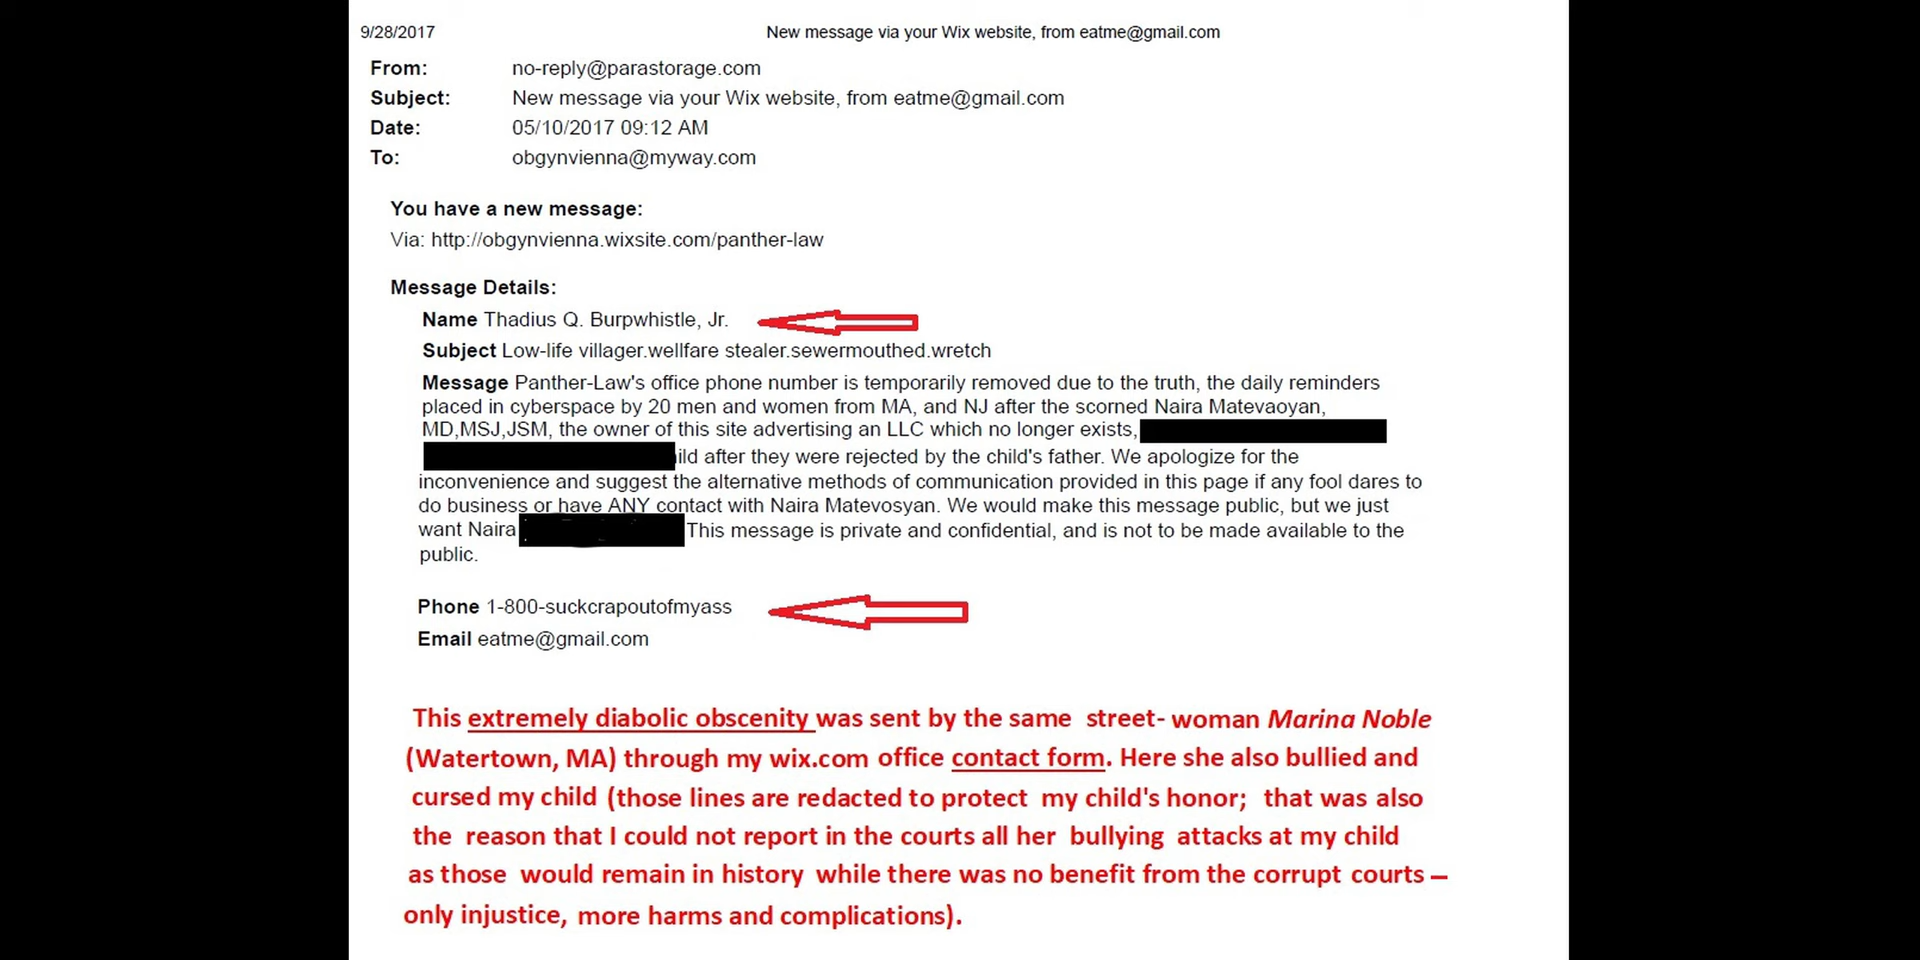 9/28/2017 New message via your Wix website, from eatme@gmail.com
From: no-reply@parastorage.com
Subject: New message via your Wix website, from eatme@gmail.com
Date: 05/10/2017 09:12 AM
To: obgynvienna@myway.com
You have a new message:
Via: http://obgynvienna.wixsite.com/panther-law
Message Details:
Name Thadius Q. Burpwhistle, Jr.
Subject Low-life villager.wellfare stealer.sewermouthed.wretch
Message Panther-Law's office phone number is temporarily removed due to the truth, the daily reminders
placed in cyberspace by 20 men and women from MA, and NJ after the scorned Naira Matevaoyan,
MD,MSJ,JSM, the owner of this site advertising an LLC which no longer exists,
ild after they were rejected by the child's father. We apologize for the
inconvenience and suggest the alternative methods of communication provided in this page if any fool dares to
do business or have ANY contact with Naira Matevosyan. We would make this message public, but we just
want Naira This message is private and confidential, and is not to be made available to the
public.
Phone 1-800-suckcrapoutofmyass
Email eatme@gmail.com
This extremely diabolic obscenity was sent by the same street- woman Marina Noble
(Watertown, MA) through my wix.com office contact form. Here she also bullied and
cursed my child (those lines are redacted to protect my child's honor; that was also
the reason that I could not report in the courts all her bullying attacks at my child
as those would remain in history while there was no benefit from the corrupt courts –
only injustice, more harms and complications).